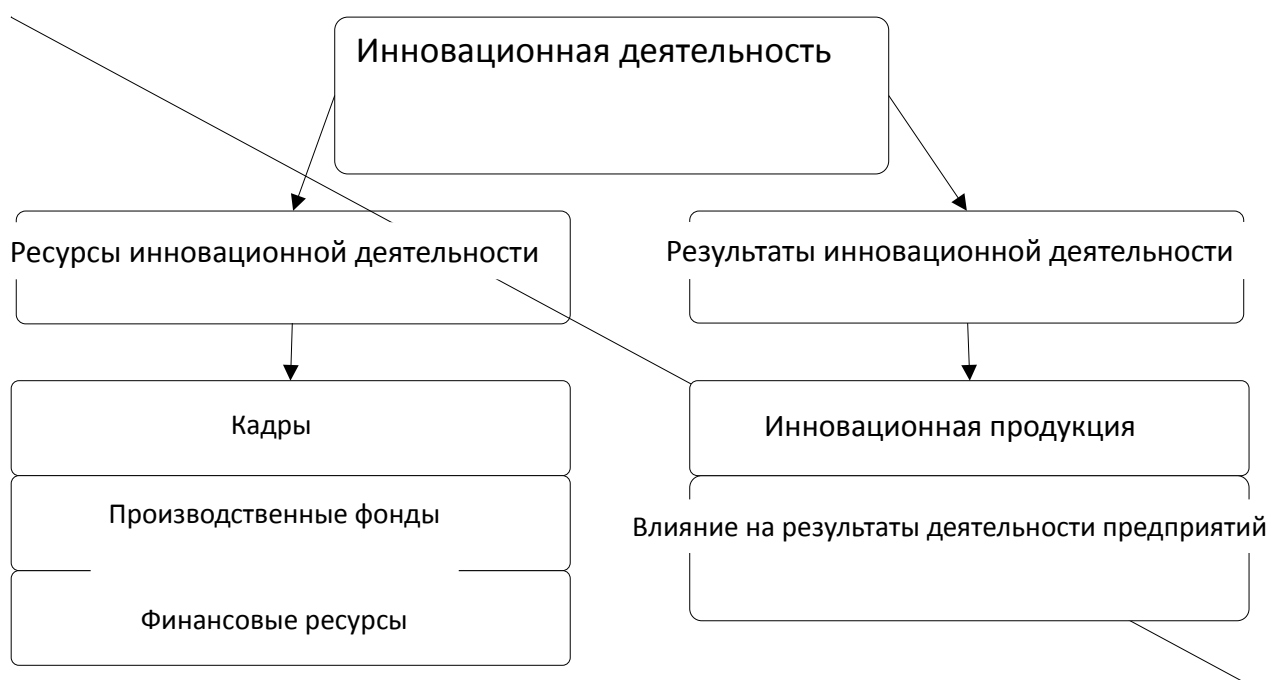 Инновационная деятельность
Ресурсы инновационной деятельности
Результаты инновационной деятельности
Кадры
Производственные фонды
Финансовые ресурсы
Инновационная продукция
Влияние на результаты деятельности предприятий